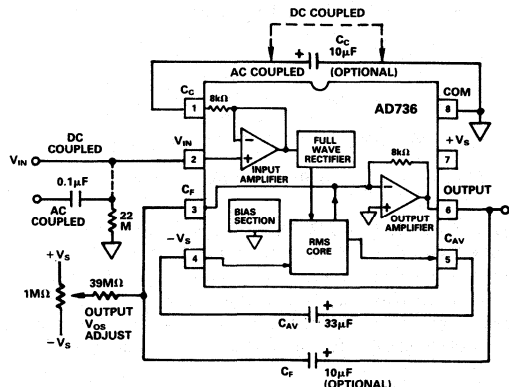 DC COUPLED
+ C_C
10µF
AC COUPLED (OPTIONAL)
C_C
1
8kΩ
COM
8
AD736
DC
COUPLED
V_IN
V_IN
2
INPUT
AMPLIFIER
FULL
WAVE
RECTIFIER
8kΩ
+V_S
7
0.1µF
AC
COUPLED
22
M
C_F
3
BIAS
SECTION
RMS
CORE
OUTPUT
AMPLIFIER
OUTPUT
6
-V_S
4
C_AV
5
+V_S
1MΩ
39MΩ
OUTPUT
V_OS
ADJUST
-V_S
C_AV
+
33µF
C_F
+
10µF
(OPTIONAL)